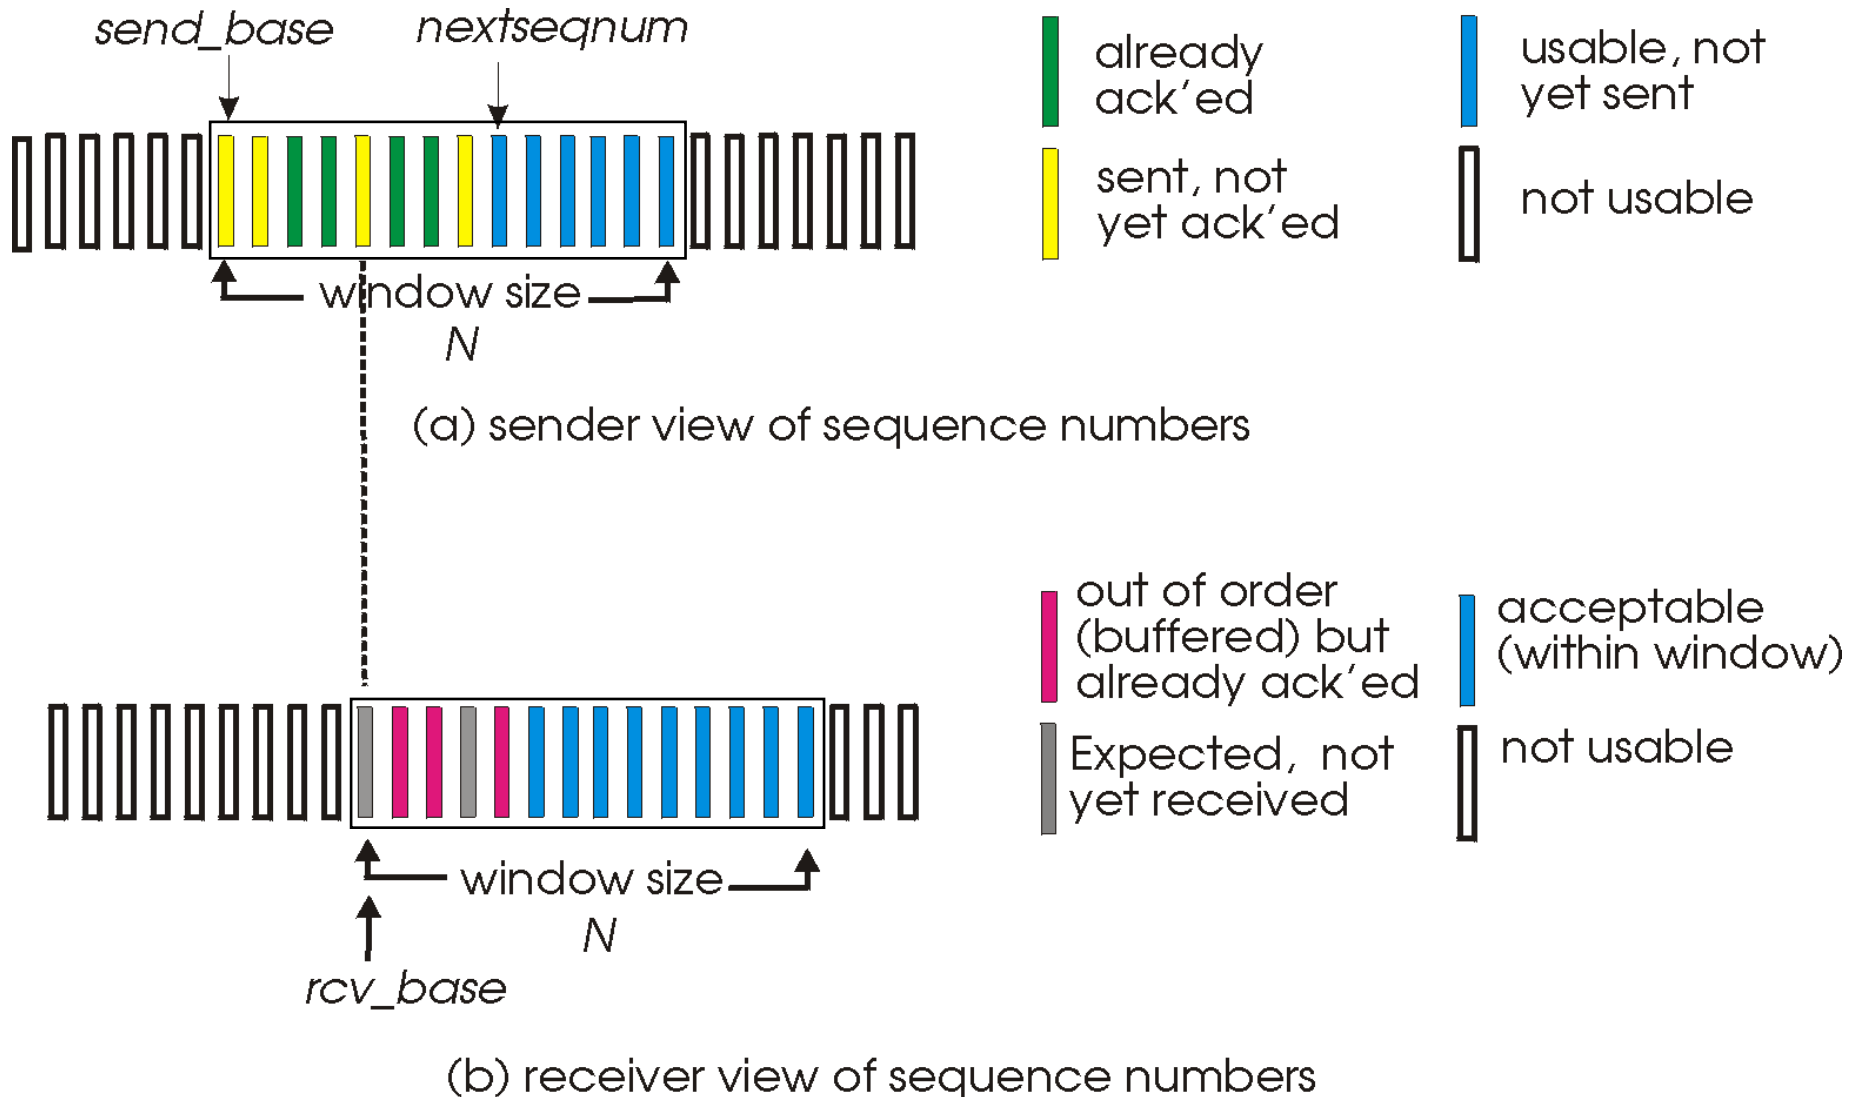 send_base
nextseqnum
already
ack'ed
usable, not
yet sent
sent, not
yet ack'ed
not usable
window size
N
(a) sender view of sequence numbers
out of order
(buffered) but
already ack'ed
acceptable
(within window)
Expected, not
yet received
not usable
window size
N
rcv_base
(b) receiver view of sequence numbers